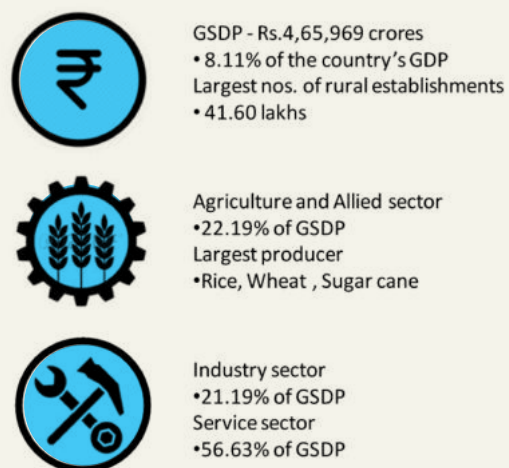 ₹
GSDP - Rs.4,65,969 crores
• 8.11% of the country's GDP
Largest nos. of rural establishments
• 41.60 lakhs
Agriculture and Allied sector
•22.19% of GSDP
Largest producer
•Rice, Wheat , Sugar cane
Industry sector
•21.19% of GSDP
Service sector
•56.63% of GSDP